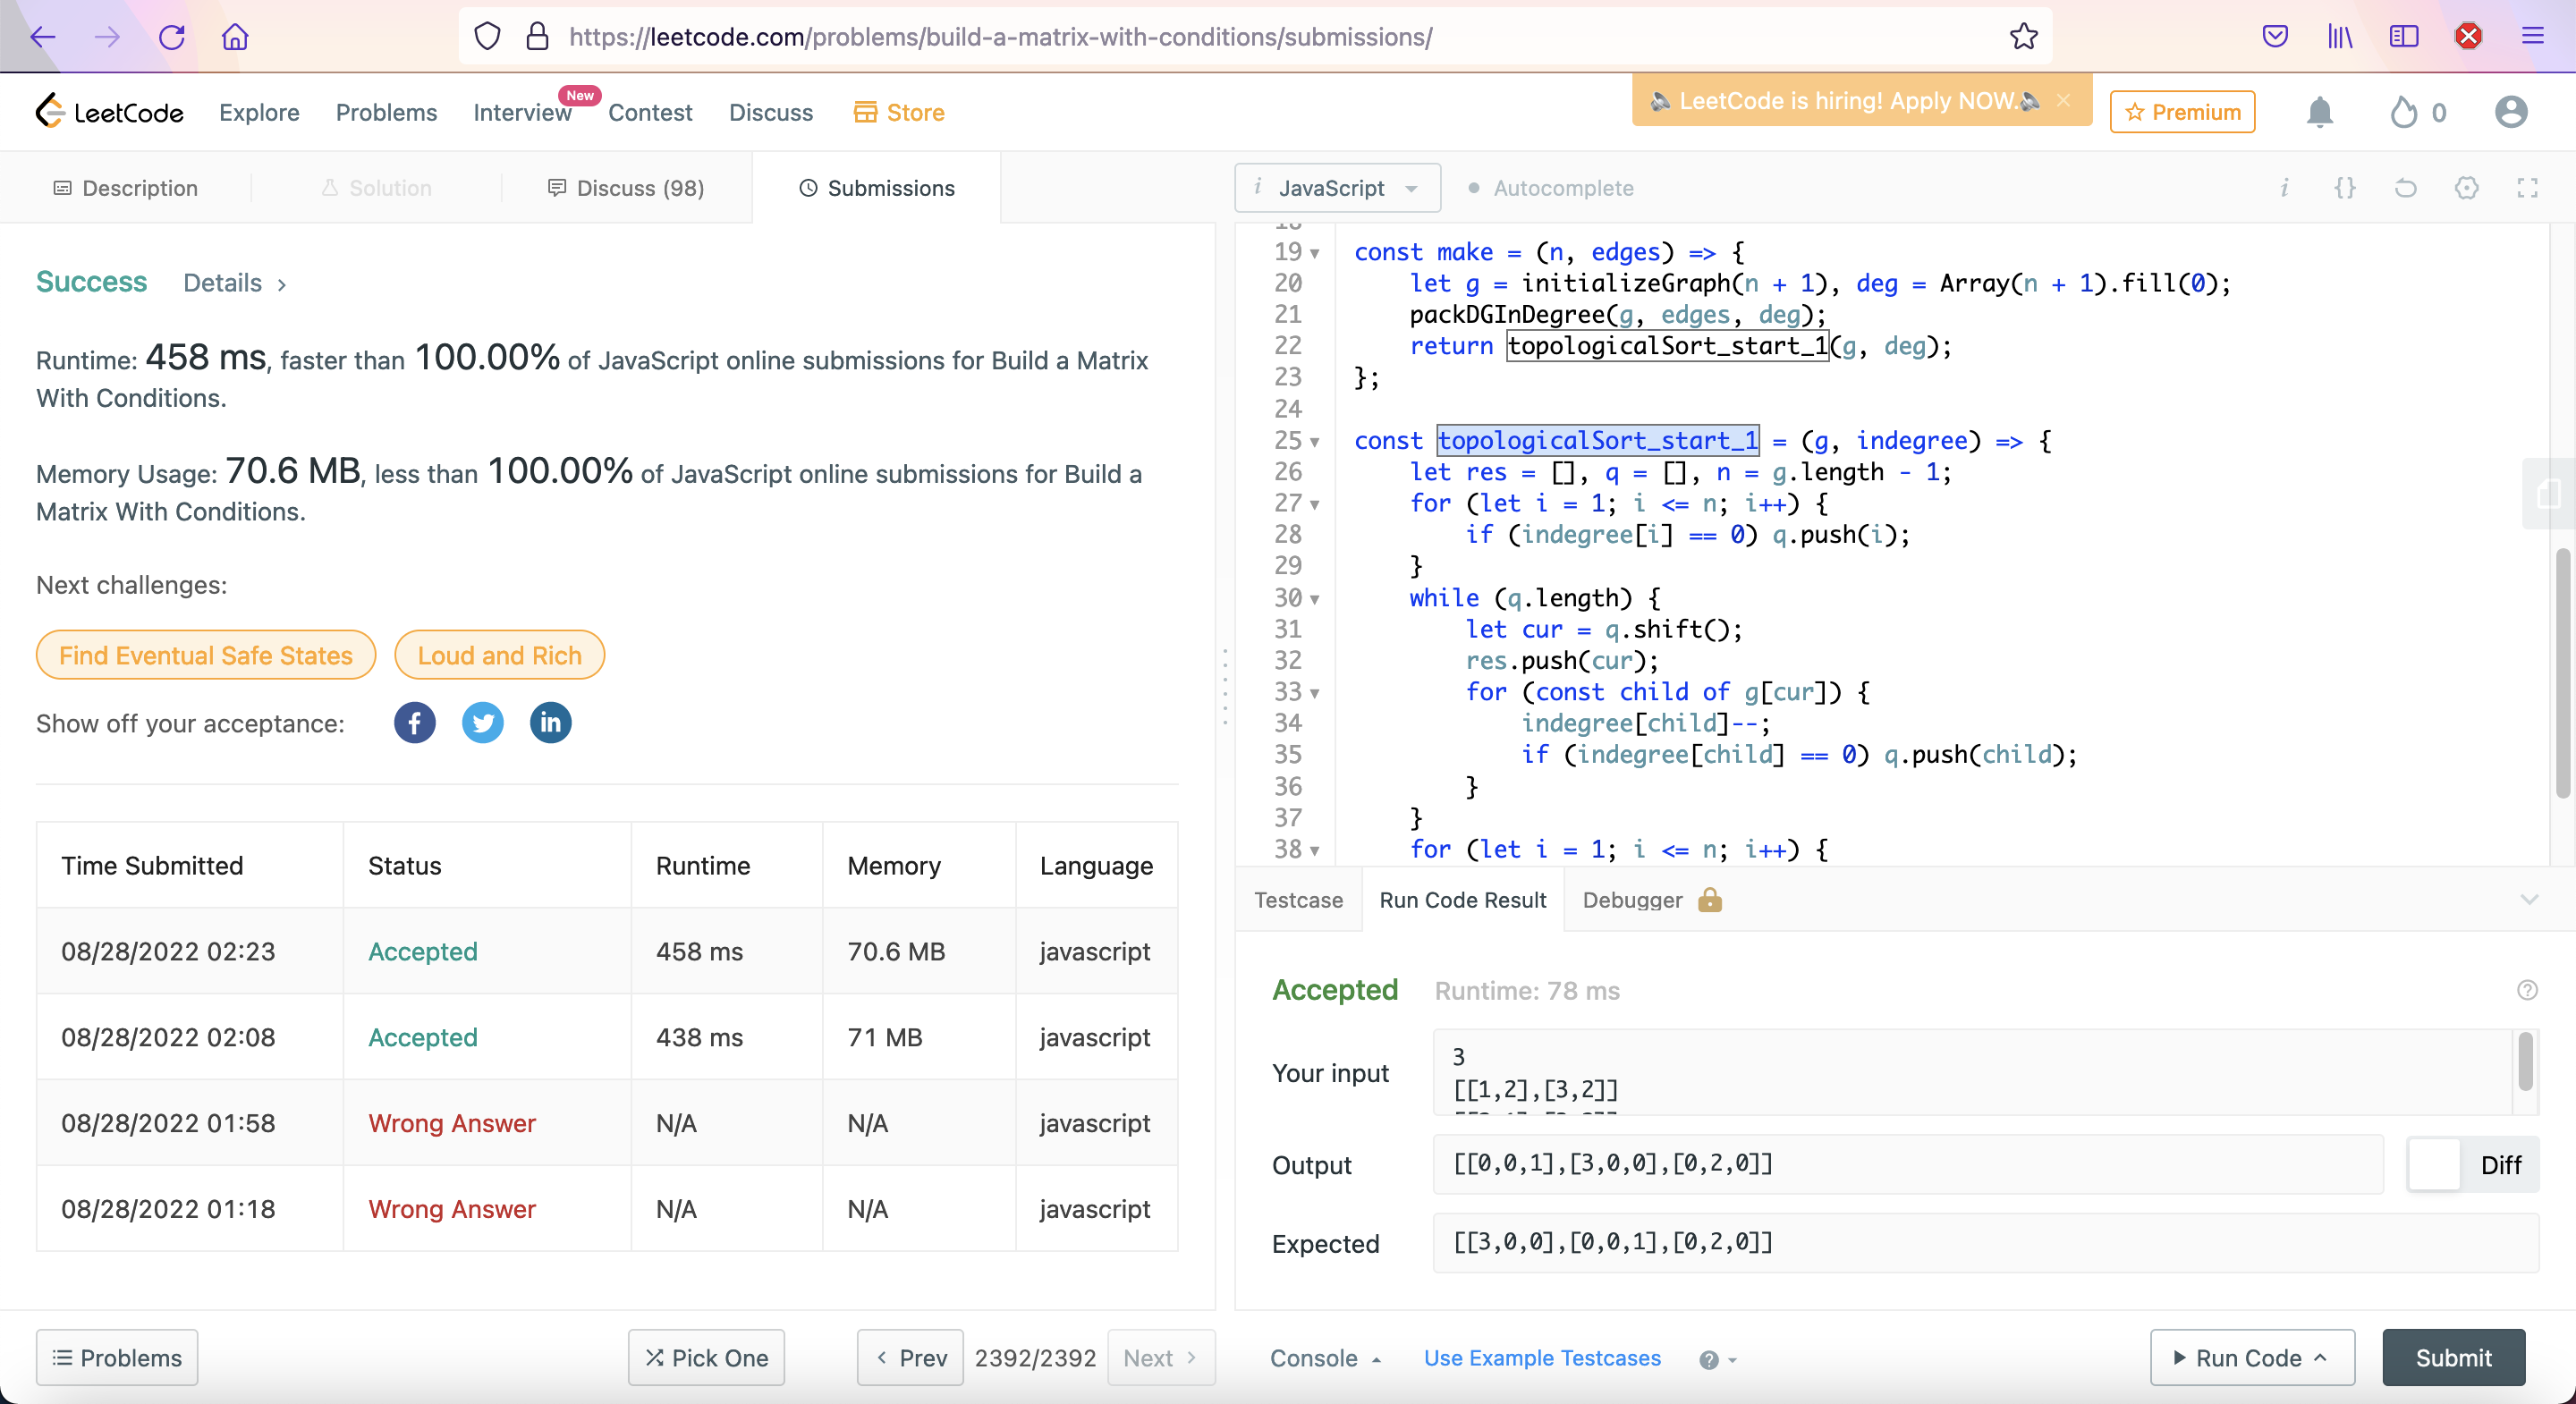 https://leetcode.com/problems/build-a-matrix-with-conditions/submissions/
LeetCode
Explore
Problems
Interview
New
Contest
Discuss
Store
LeetCode is hiring! Apply NOW.
Premium
0
Description
Solution
Discuss (98)
Submissions
Success
Details >
Runtime: 458 ms, faster than 100.00% of JavaScript online submissions for Build a Matrix
With Conditions.
Memory Usage: 70.6 MB, less than 100.00% of JavaScript online submissions for Build a
Matrix With Conditions.
Next challenges:
Find Eventual Safe States
Loud and Rich
Show off your acceptance:
Time Submitted Status Runtime Memory Language
08/28/2022 02:23 Accepted 458 ms 70.6 MB javascript
08/28/2022 02:08 Accepted 438 ms 71 MB javascript
08/28/2022 01:58 Wrong Answer N/A N/A javascript
08/28/2022 01:18 Wrong Answer N/A N/A javascript
Problems
Pick One
< Prev
2392/2392
Next >
i JavaScript
Autocomplete
19 const make = (n, edges) => {
20 let g = initializeGraph(n + 1), deg = Array(n + 1).fill(0);
21 packDGInDegree(g, edges, deg);
22 return topologicalSort_start_1(g, deg);
23 };
24
25 const topologicalSort_start_1 = (g, indegree) => {
26 let res = [], q = [], n = g.length - 1;
27 for (let i = 1; i <= n; i++) {
28 if (indegree[i] == 0) q.push(i);
29 }
30 while (q.length) {
31 let cur = q.shift();
32 res.push(cur);
33 for (const child of g[cur]) {
34 indegree[child]--;
35 if (indegree[child] == 0) q.push(child);
36 }
37 }
38 for (let i = 1; i <= n; i++) {
Testcase
Run Code Result
Debugger
Accepted
Runtime: 78 ms
Your input
3
[[1,2],[3,2]]
Output
[[0,0,1],[3,0,0],[0,2,0]]
Diff
Expected
[[3,0,0],[0,0,1],[0,2,0]]
Console
Use Example Testcases
Run Code
Submit